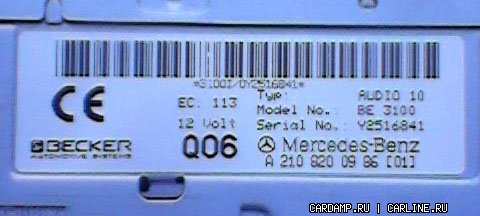 *3100I/0Y2516841*
Typ: AUDIO 10
EC: 113 Model No.: BE 3100
12 Volt Serial No.: Y2516841
CE
BECKER
AUTOMOTIVE SYSTEMS
Q06
Mercedes-Benz
A 210 820 09 86 [01]
CARDAMP.RU | CARLINE.RU